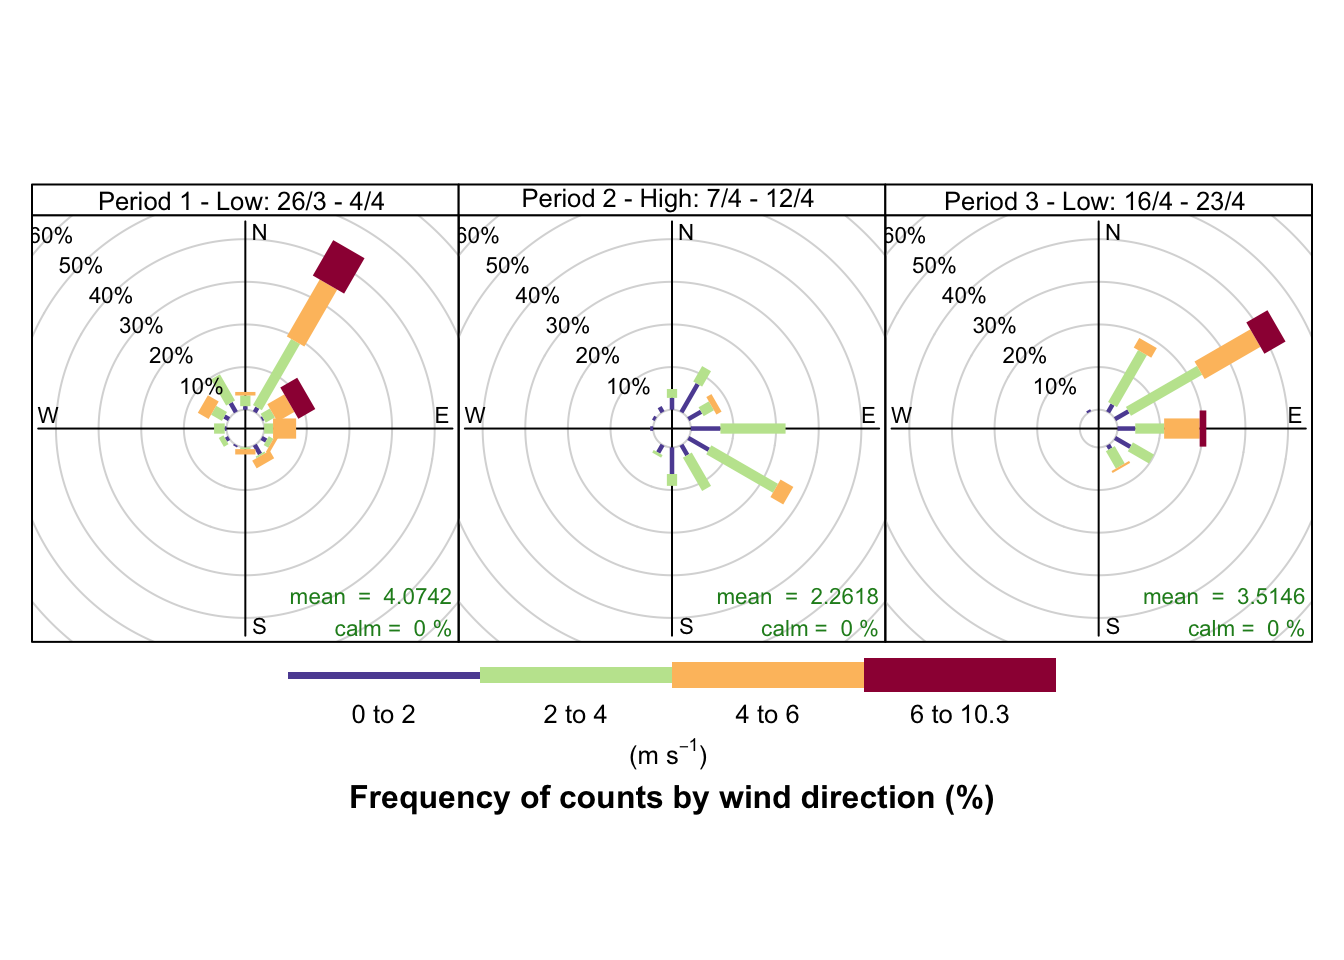 Period 1 - Low: 26/3 - 4/4
60%
50%
40%
30%
20%
10%
N
W
E
S
mean = 4.0742
calm = 0 %
Period 2 - High: 7/4 - 12/4
60%
50%
40%
30%
20%
10%
N
W
E
S
mean = 2.2618
calm = 0 %
Period 3 - Low: 16/4 - 23/4
60%
50%
40%
30%
20%
10%
N
W
E
S
mean = 3.5146
calm = 0 %
0 to 2
2 to 4
4 to 6
6 to 10.3
(m s⁻¹)
Frequency of counts by wind direction (%)